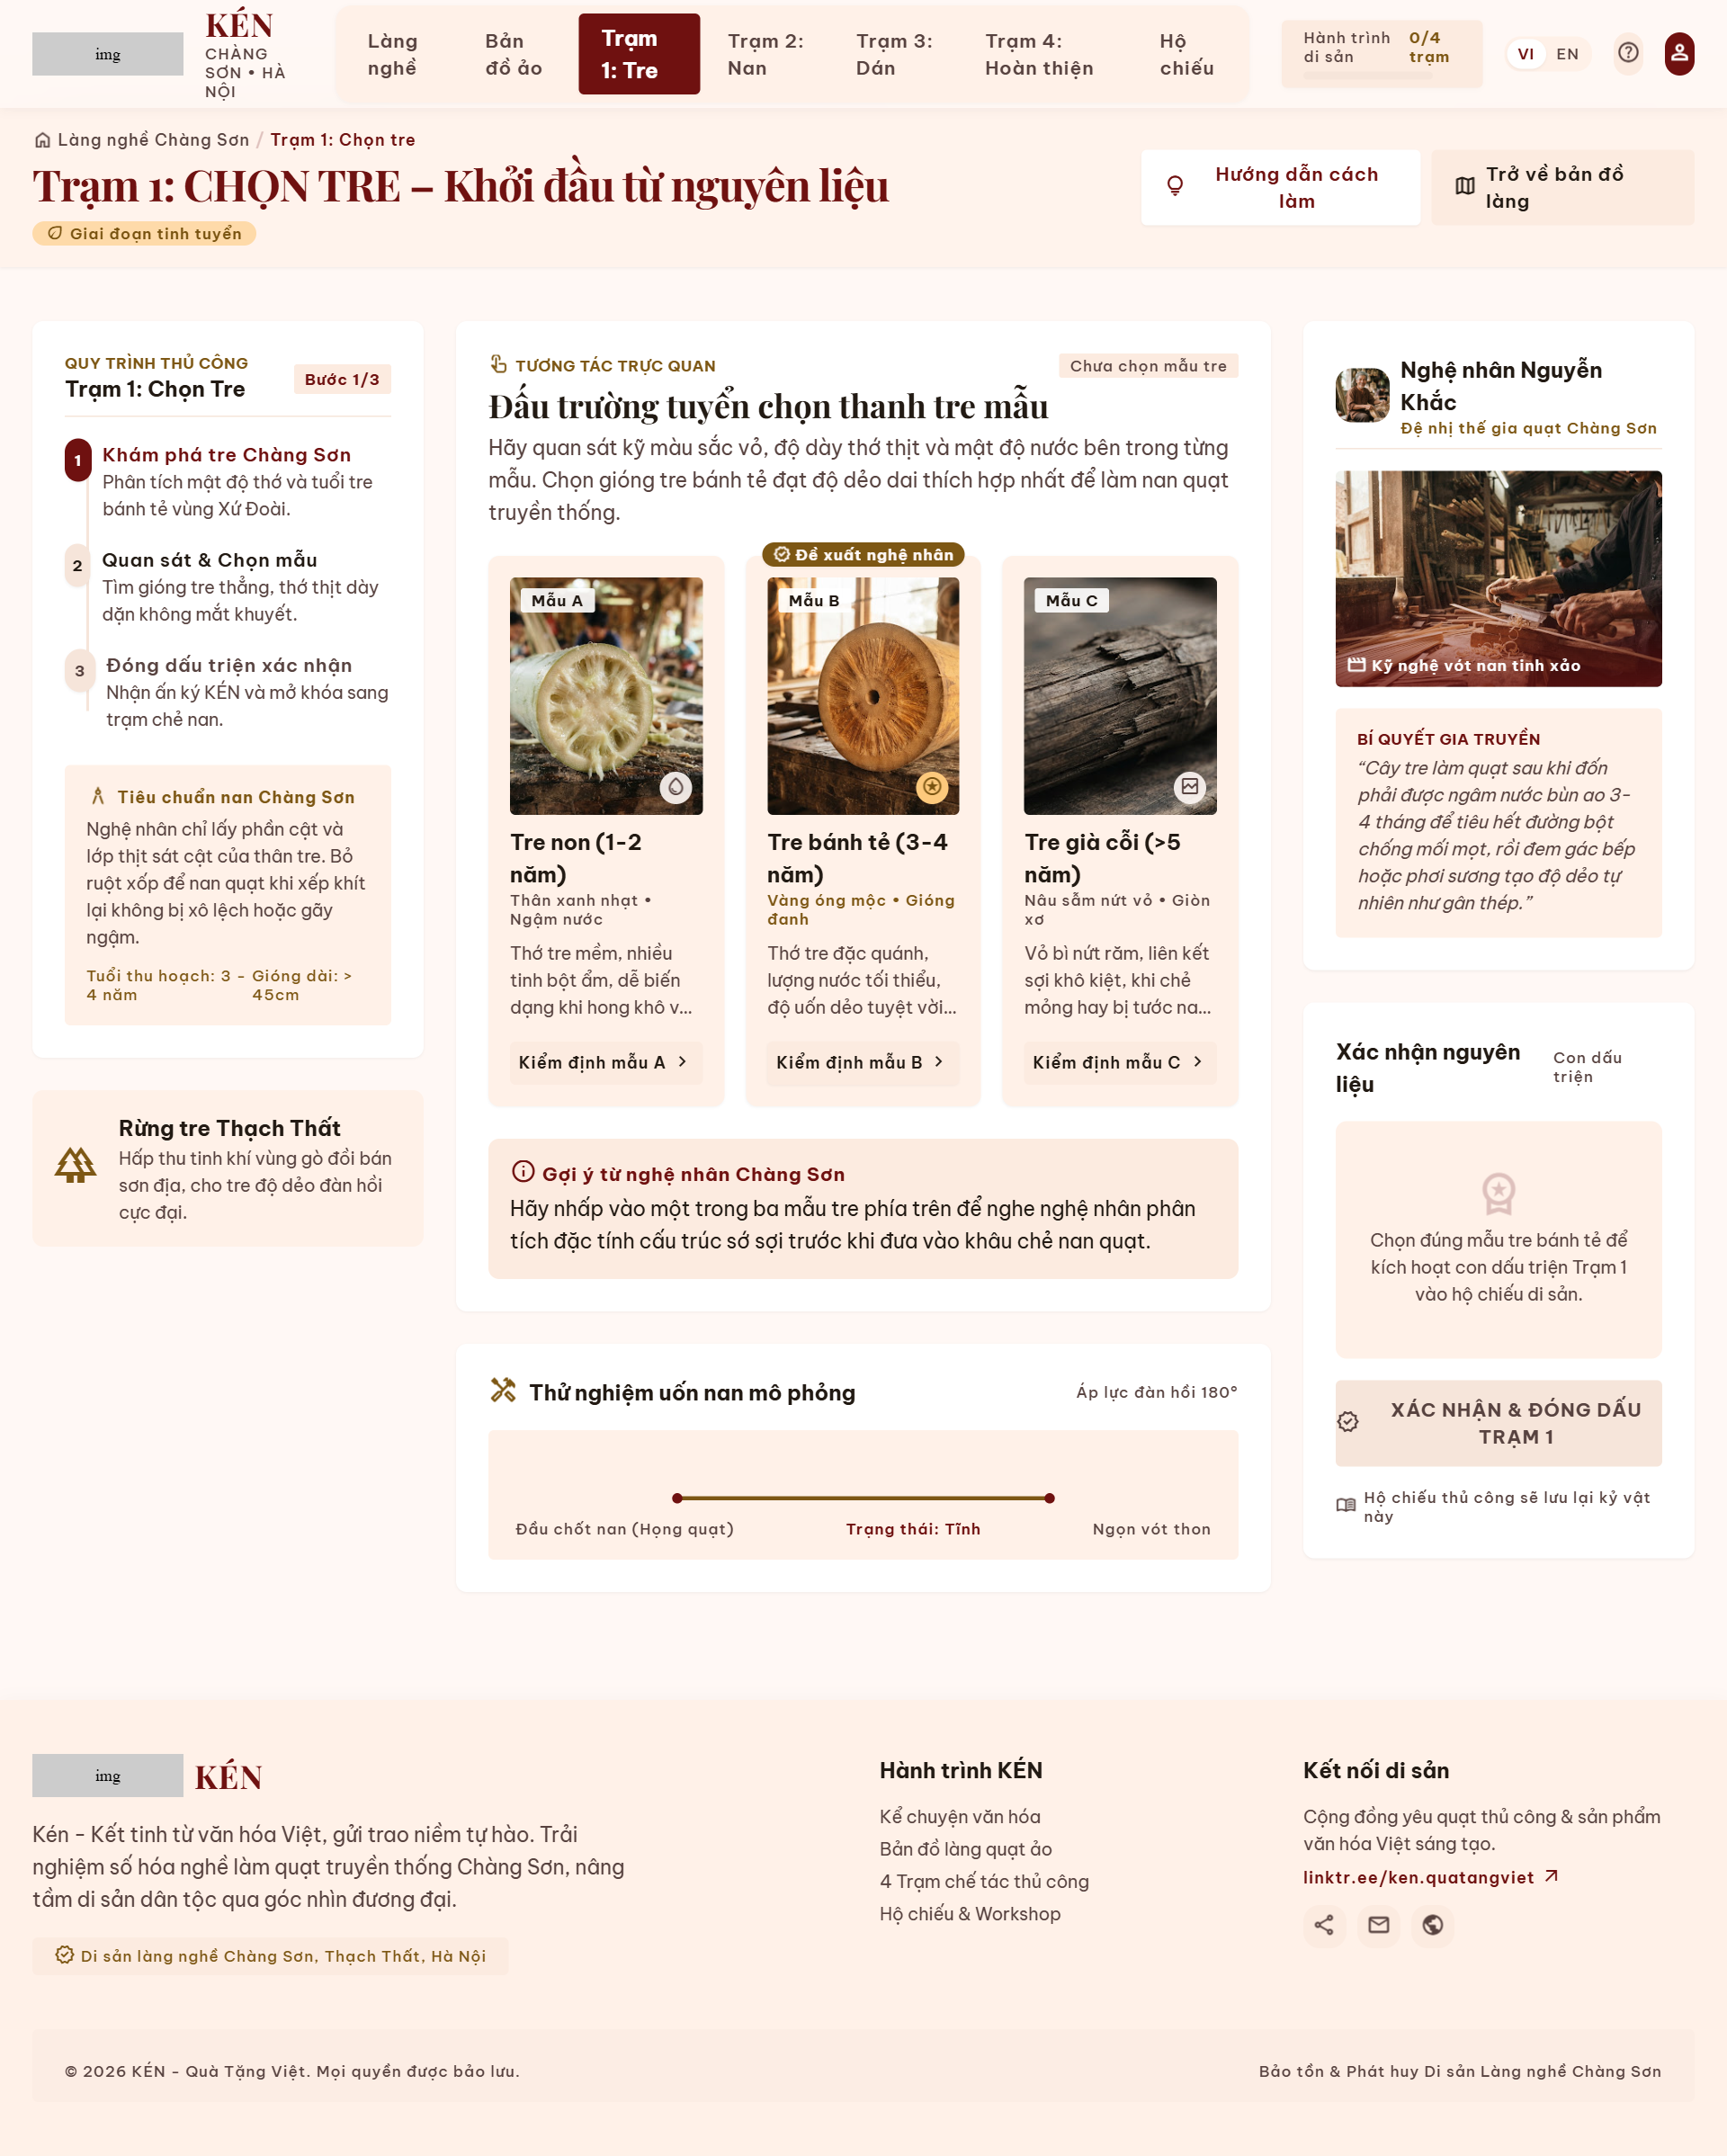 img
KÉN
CHÀNG
SƠN • HÀ
NỘI
Làng
nghề
Bản
đồ ảo
Trạm
1: Tre
Trạm 2:
Nan
Trạm 3:
Dán
Trạm 4:
Hoàn thiện
Hộ
chiếu
Hành trình
di sản
0/4
trạm
VI
EN
Làng nghề Chàng Sơn / Trạm 1: Chọn tre
Trạm 1: CHỌN TRE – Khởi đầu từ nguyên liệu
Giai đoạn tinh tuyển
Hướng dẫn cách
làm
Trở về bản đồ
làng
QUY TRÌNH THỦ CÔNG
Trạm 1: Chọn Tre
Bước 1/3
1
Khám phá tre Chàng Sơn
Phân tích mật độ thớ và tuổi tre
bánh tẻ vùng Xứ Đoài.
2
Quan sát & Chọn mẫu
Tìm gióng tre thẳng, thớ thịt dày
dặn không mắt khuyết.
3
Đóng dấu triện xác nhận
Nhận ấn ký KÉN và mở khóa sang
trạm chẻ nan.
Tiêu chuẩn nan Chàng Sơn
Nghệ nhân chỉ lấy phần cật và
lớp thịt sát cật của thân tre. Bỏ
ruột xốp để nan quạt khi xếp khít
lại không bị xô lệch hoặc gãy
ngậm.
Tuổi thu hoạch: 3 -
4 năm
Gióng dài: >
45cm
Rừng tre Thạch Thất
Hấp thu tinh khí vùng gò đồi bán
sơn địa, cho tre độ dẻo đàn hồi
cực đại.
TƯƠNG TÁC TRỰC QUAN
Chưa chọn mẫu tre
Đấu trường tuyển chọn thanh tre mẫu
Hãy quan sát kỹ màu sắc vỏ, độ dày thớ thịt và mật độ nước bên trong từng
mẫu. Chọn gióng tre bánh tẻ đạt độ dẻo dai thích hợp nhất để làm nan quạt
truyền thống.
Mẫu A
Tre non (1-2
năm)
Thân xanh nhạt •
Ngậm nước
Thớ tre mềm, nhiều
tinh bột ẩm, dễ biến
dạng khi hong khô v...
Kiểm định mẫu A
Đề xuất nghệ nhân
Mẫu B
Tre bánh tẻ (3-4
năm)
Vàng óng mộc • Gióng
đanh
Thớ tre đặc quánh,
lượng nước tối thiểu,
độ uốn dẻo tuyệt vời...
Kiểm định mẫu B
Mẫu C
Tre già cỗi (>5
năm)
Nâu sẫm nứt vỏ • Giòn
xơ
Vỏ bì nứt răm, liên kết
sợi khô kiệt, khi chẻ
mỏng hay bị tước na...
Kiểm định mẫu C
Gợi ý từ nghệ nhân Chàng Sơn
Hãy nhấp vào một trong ba mẫu tre phía trên để nghe nghệ nhân phân
tích đặc tính cấu trúc sớ sợi trước khi đưa vào khâu chẻ nan quạt.
Thử nghiệm uốn nan mô phỏng
Áp lực đàn hồi 180°
Đầu chốt nan (Họng quạt)
Trạng thái: Tĩnh
Ngọn vót thon
Nghệ nhân Nguyễn
Khắc
Đệ nhị thế gia quạt Chàng Sơn
Kỹ nghệ vót nan tinh xảo
BÍ QUYẾT GIA TRUYỀN
“Cây tre làm quạt sau khi đốn
phải được ngâm nước bùn ao 3-
4 tháng để tiêu hết đường bột
chống mối mọt, rồi đem gác bếp
hoặc phơi sương tạo độ dẻo tự
nhiên như gân thép.”
Xác nhận nguyên
liệu
Con dấu
triện
Chọn đúng mẫu tre bánh tẻ để
kích hoạt con dấu triện Trạm 1
vào hộ chiếu di sản.
XÁC NHẬN & ĐÓNG DẤU
TRẠM 1
Hộ chiếu thủ công sẽ lưu lại kỷ vật
này
img
KÉN
Kén - Kết tinh từ văn hóa Việt, gửi trao niềm tự hào. Trải
nghiệm số hóa nghề làm quạt truyền thống Chàng Sơn, nâng
tầm di sản dân tộc qua góc nhìn đương đại.
Di sản làng nghề Chàng Sơn, Thạch Thất, Hà Nội
Hành trình KÉN
Kể chuyện văn hóa
Bản đồ làng quạt ảo
4 Trạm chế tác thủ công
Hộ chiếu & Workshop
Kết nối di sản
Cộng đồng yêu quạt thủ công & sản phẩm
văn hóa Việt sáng tạo.
linktr.ee/ken.quatangviet
© 2026 KÉN - Quà Tặng Việt. Mọi quyền được bảo lưu.
Bảo tồn & Phát huy Di sản Làng nghề Chàng Sơn